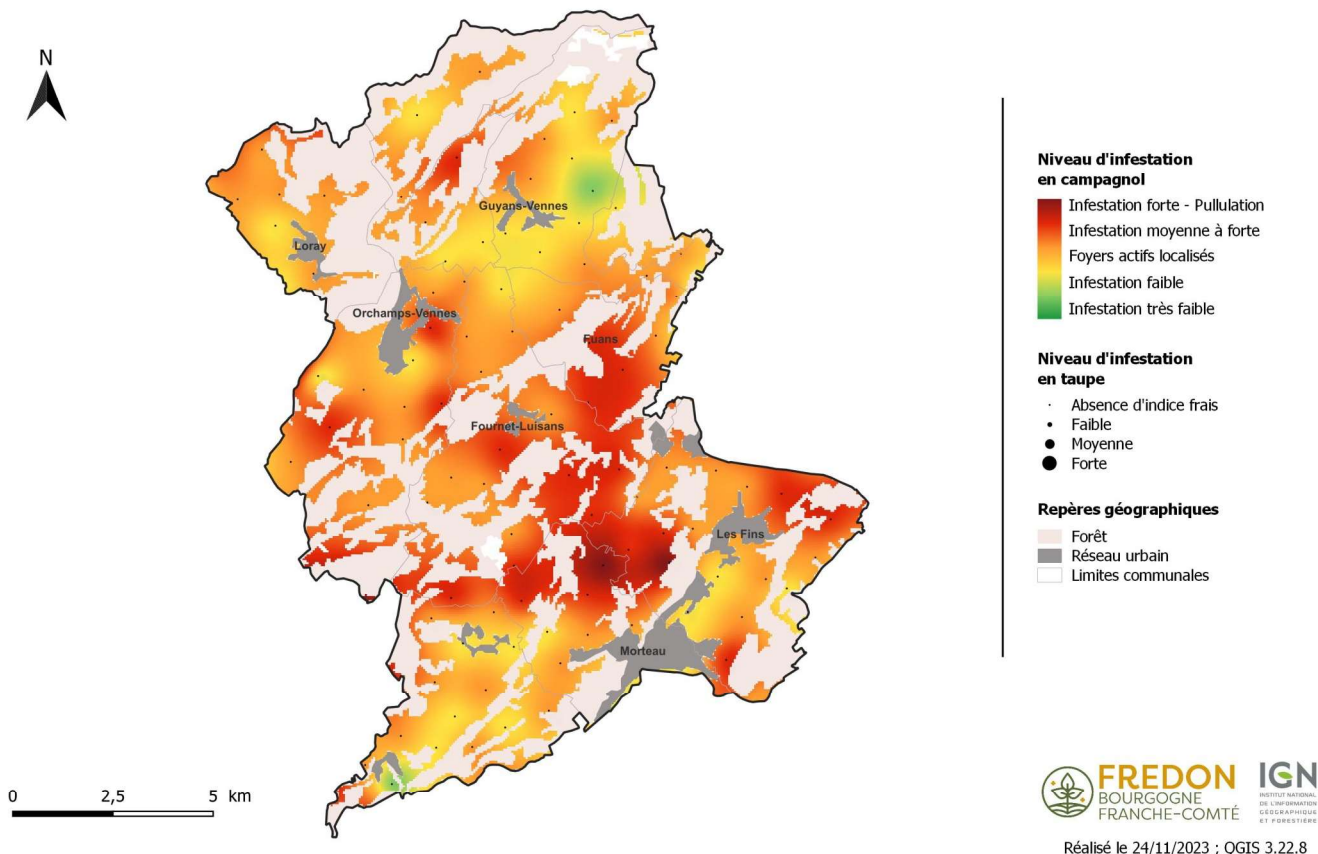 N
Guyans-Vennes
Loray
Orchamps-Vennes
Fuans
Fournet-Luisans
Les Fins
Morteau
0 2,5 5 km
Niveau d'infestation
en campagnol
Infestation forte - Pullulation
Infestation moyenne à forte
Foyers actifs localisés
Infestation faible
Infestation très faible
Niveau d'infestation
en taupe
Absence d'indice frais
Faible
Moyenne
Forte
Repères géographiques
Forêt
Réseau urbain
Limites communales
FREDON
BOURGOGNE
FRANCHE-COMTÉ
IGN
INSTITUT NATIONAL
DE L'INFORMATION
GÉOGRAPHIQUE
ET FORESTIÈRE
Réalisé le 24/11/2023 ; QGIS 3.22.8